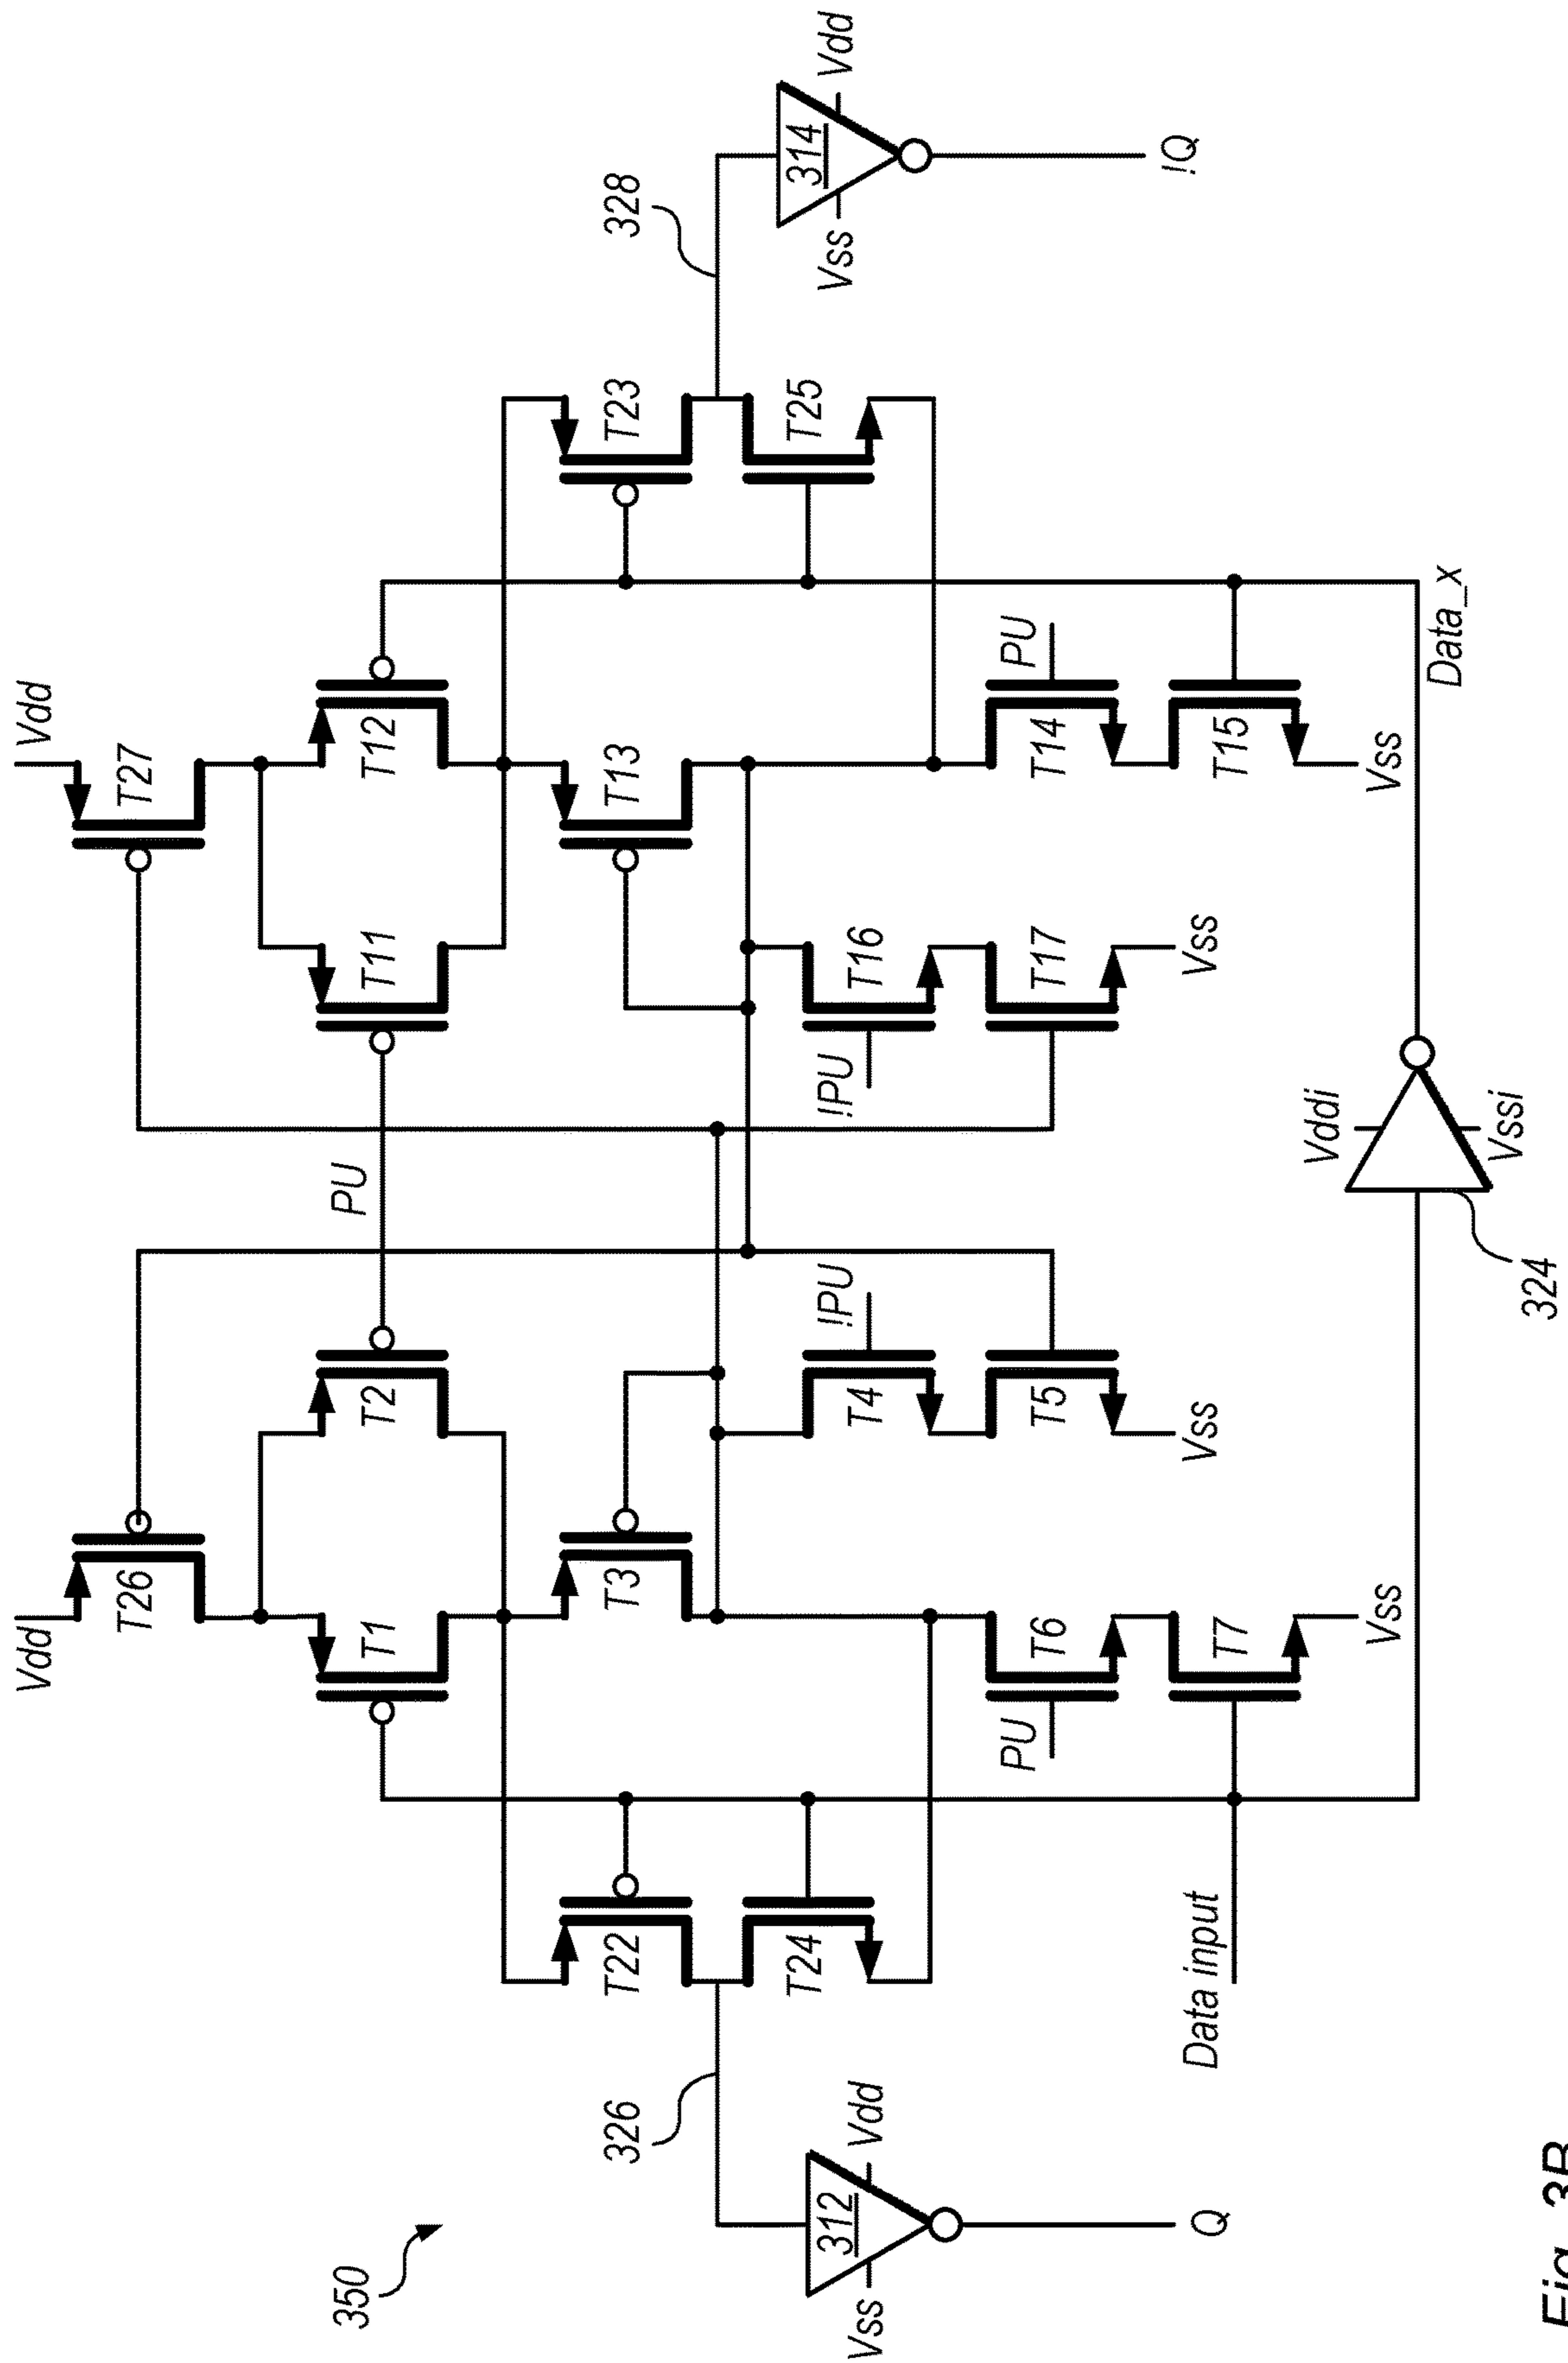 Vdd
Vdd
T26
T27
350
PU
T1
T2
T11
T12
326
T22
T3
T13
T23
328
T24
T25
314
Vss
Vdd
312
Vss
Vdd
!PU
!PU
T4
T16
PU
PU
T6
T5
T17
T14
Q
Data input
Vss
Vss
!Q
T7
T15
Vddi
Vss
Vss
Data_x
Vssi
324
Fig. 3B